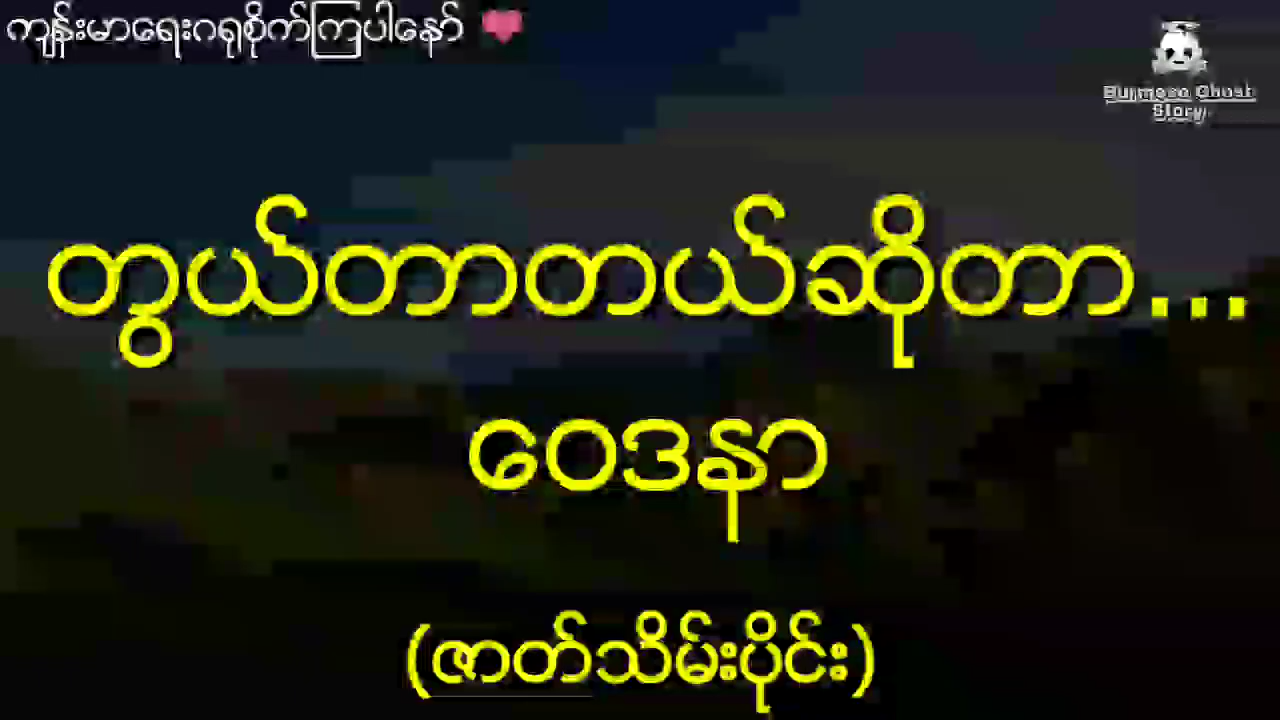 ကျန်းမာရေးဂရုစိုက်ကြပါနော် ❤
Burmese Ghost
Story
တွယ်တာတယ်ဆိုတာ...
ဝေဒနာ
(ဇာတ်သိမ်းပိုင်း)